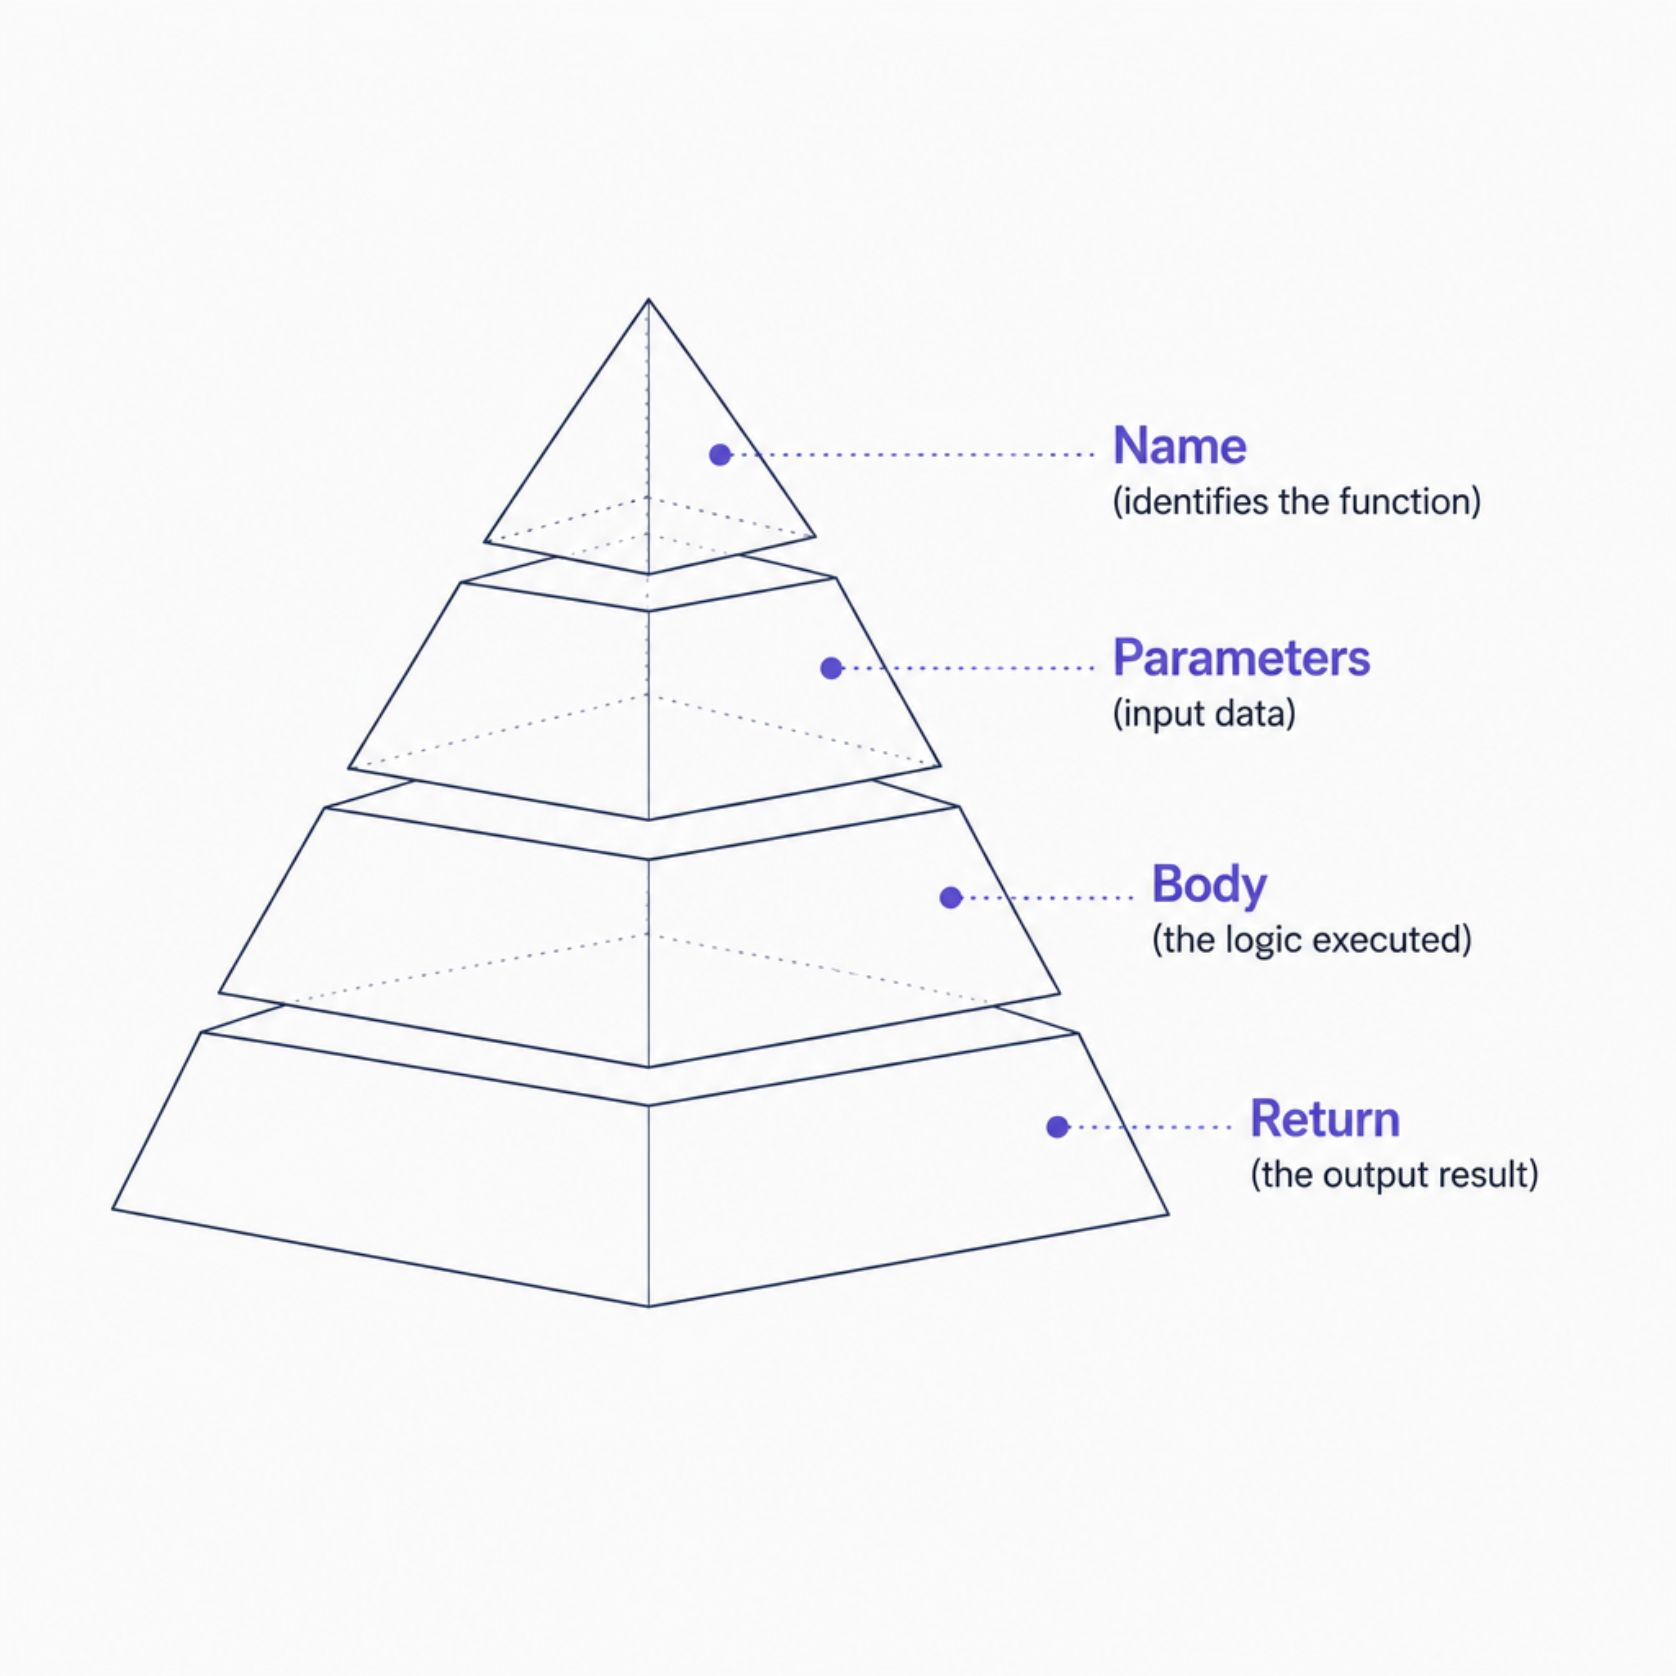 Name
(identifies the function)
Parameters
(input data)
Body
(the logic executed)
Return
(the output result)